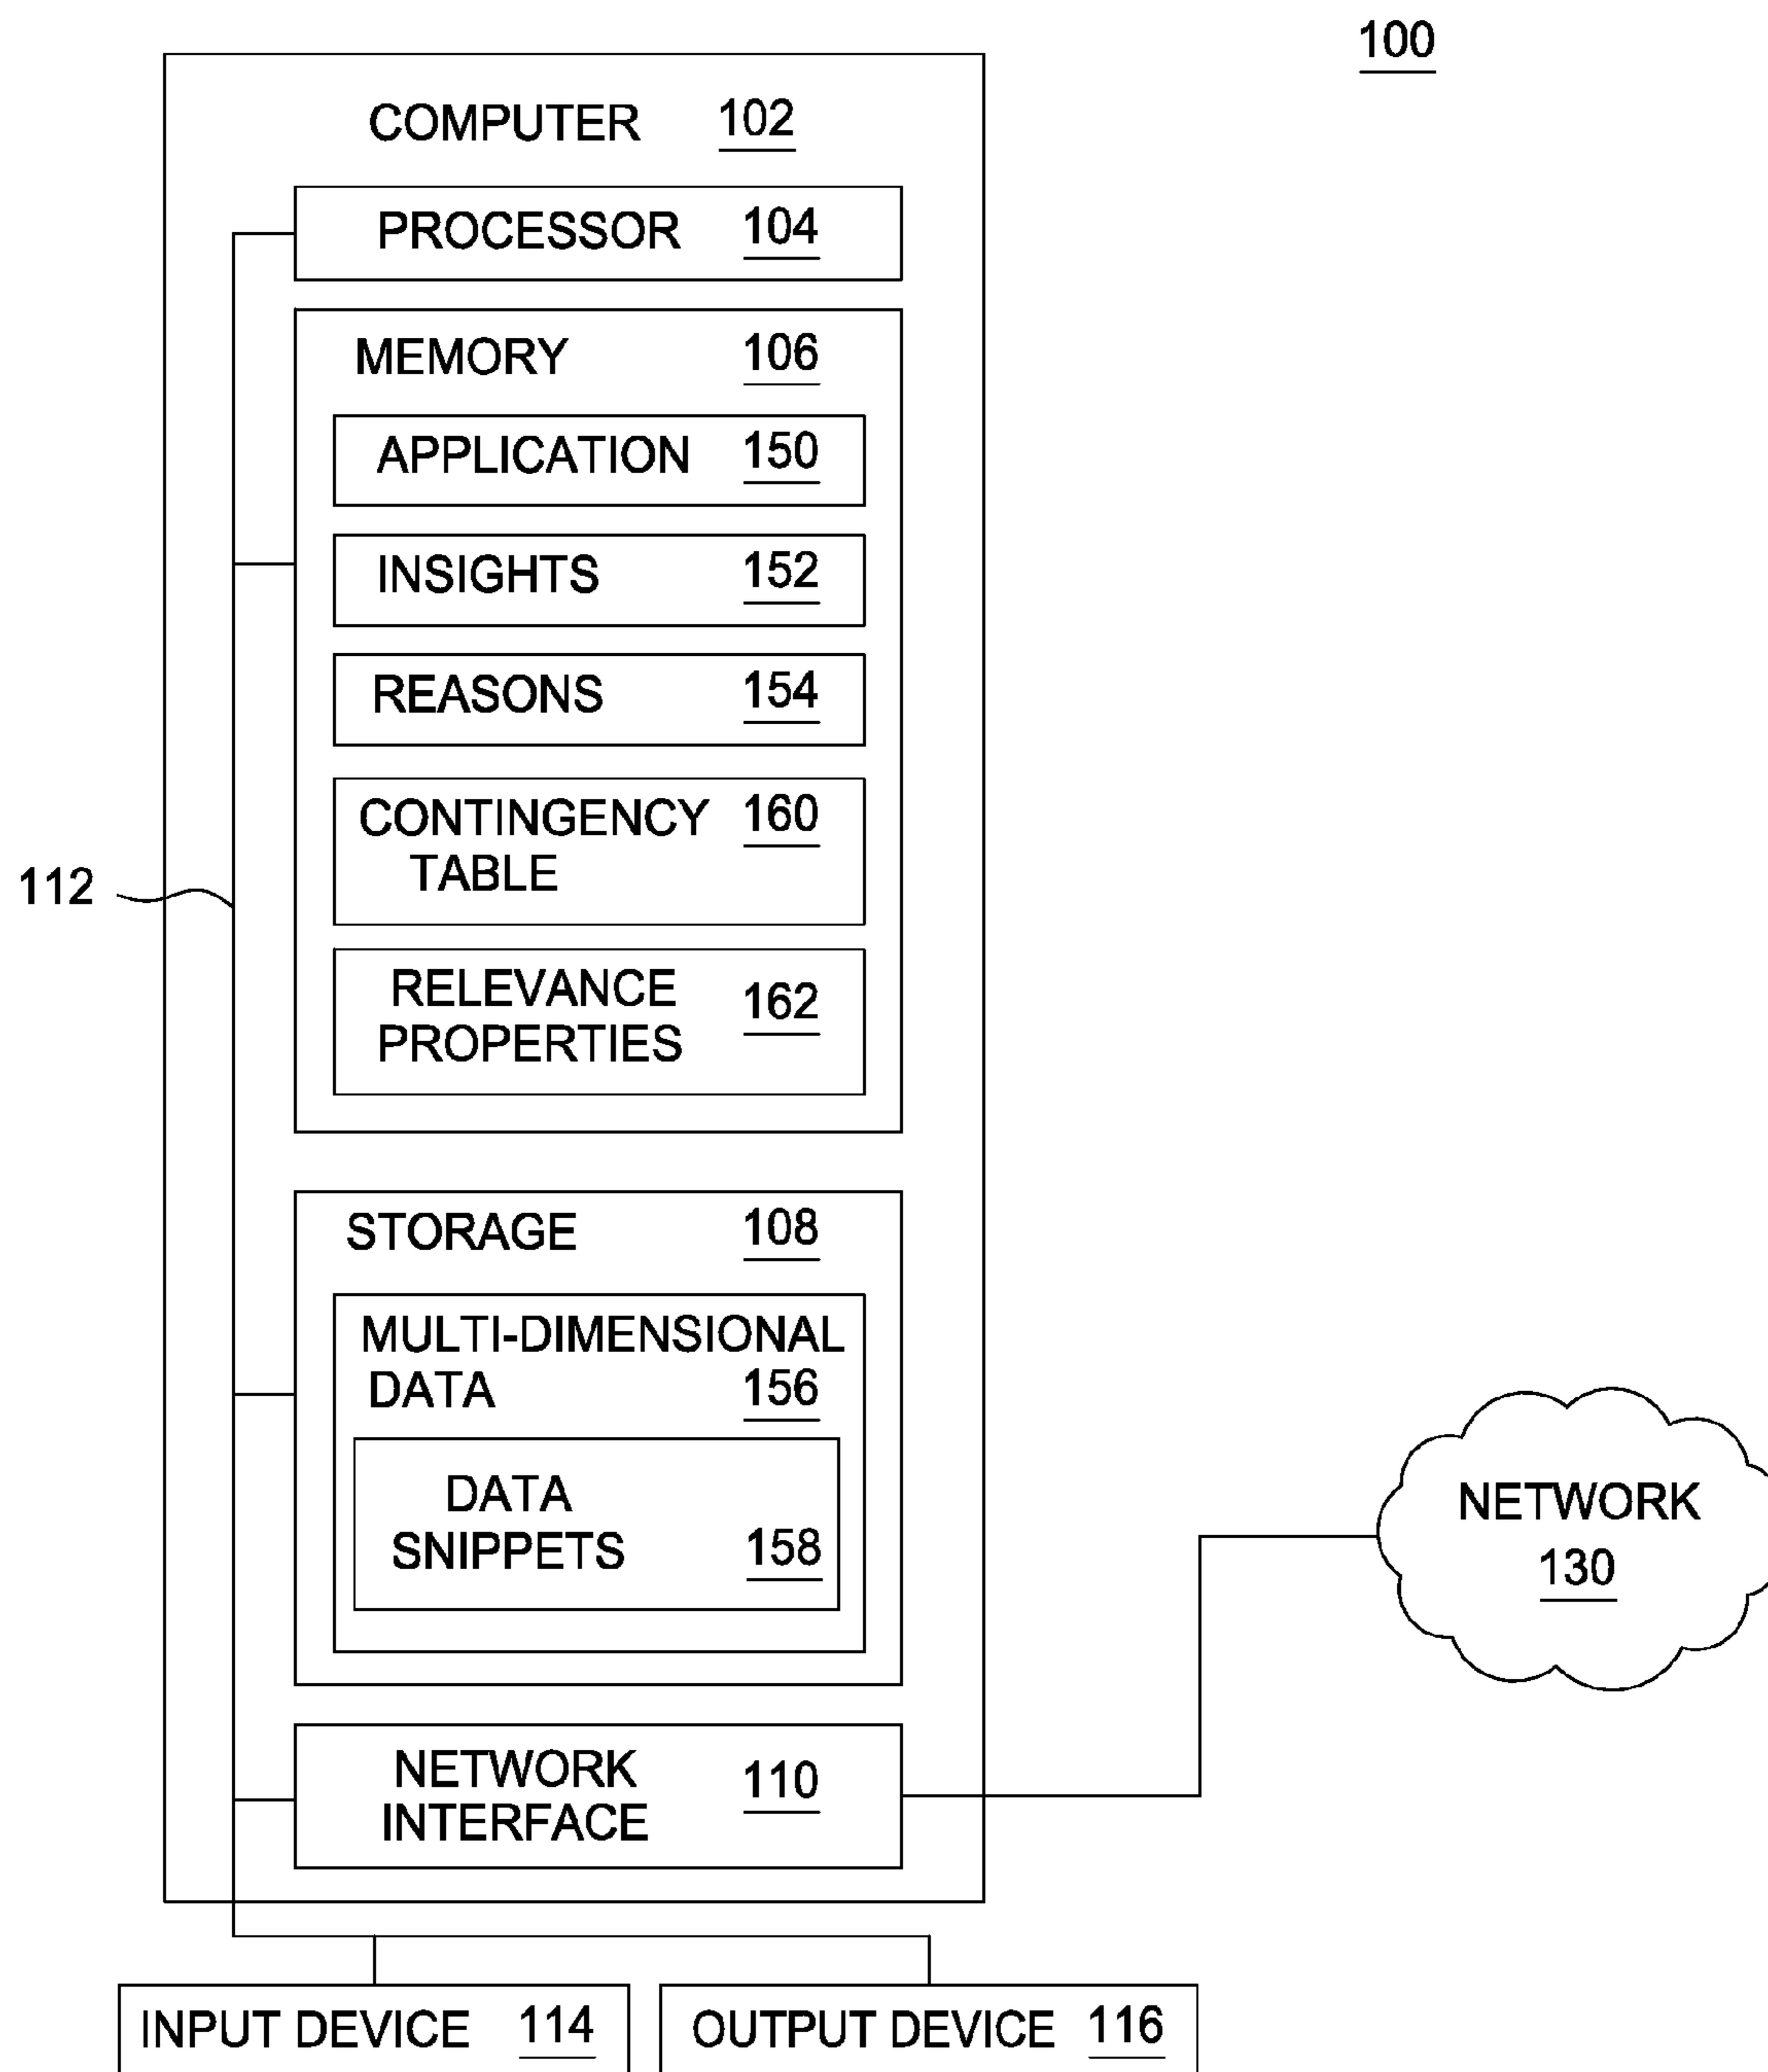 100
COMPUTER 102
PROCESSOR 104
MEMORY 106
APPLICATION 150
INSIGHTS 152
REASONS 154
CONTINGENCY 160
TABLE
112
RELEVANCE
PROPERTIES 162
STORAGE 108
MULTI-DIMENSIONAL
DATA 156
DATA
SNIPPETS 158
NETWORK
130
NETWORK
INTERFACE 110
INPUT DEVICE 114
OUTPUT DEVICE 116